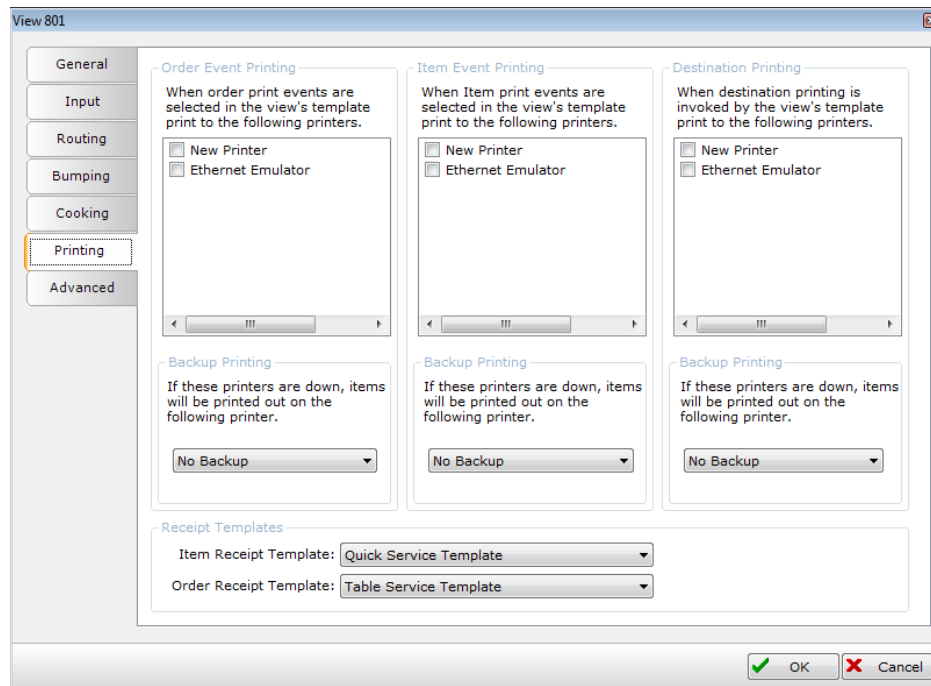 View 801
General
Input
Routing
Bumping
Cooking
Printing
Advanced
Order Event Printing
When order print events are
selected in the view's template
print to the following printers.
New Printer
Ethernet Emulator
Backup Printing
If these printers are down, items
will be printed out on the
following printer.
No Backup
Item Event Printing
When Item print events are
selected in the view's template
print to the following printers.
New Printer
Ethernet Emulator
Backup Printing
If these printers are down, items
will be printed out on the
following printer.
No Backup
Destination Printing
When destination printing is
invoked by the view's template
print to the following printers.
New Printer
Ethernet Emulator
Backup Printing
If these printers are down, items
will be printed out on the
following printer.
No Backup
Receipt Templates
Item Receipt Template: Quick Service Template
Order Receipt Template: Table Service Template
OK
Cancel